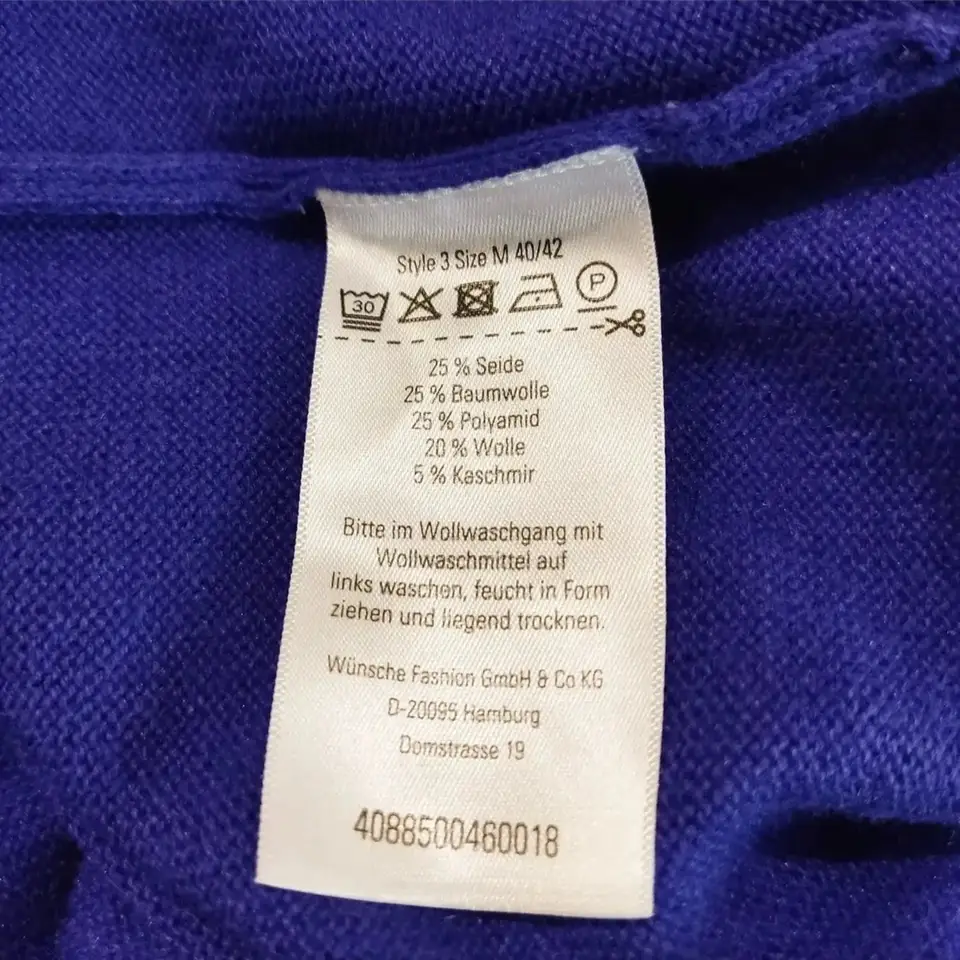 Style 3 Size M 40/42
30 P
25 % Seide
25 % Baumwolle
25 % Polyamid
20 % Wolle
5 % Kaschmir
Bitte im Wollwaschgang mit
Wollwaschmittel auf
links waschen, feucht in Form
ziehen und liegend trocknen.
Wünsche Fashion GmbH & Co KG
D-20095 Hamburg
Domstrasse 19
4088500460018